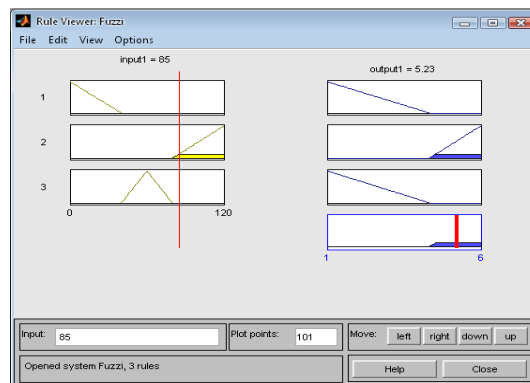 Rule Viewer: Fuzzi
File Edit View Options
input1 = 85
output1 = 5.23
1
2
3
0 120
1 6
Input: 85 Plot points: 101 Move: left right down up
Opened system Fuzzi, 3 rules
Help Close